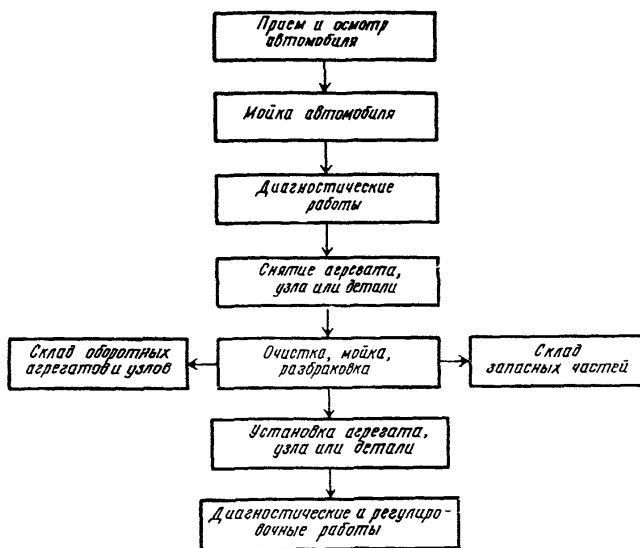 Прием и осмотр
автомобиля
Мойка автомобиля
Диагностические
работы
Снятие агрегата,
узла или детали
Склад оборотных
агрегатов и узлов
Очистка, мойка,
разбраковка
Склад
запасных частей
Установка агрегата,
узла или детали
Диагностические и регулиро-
вочные работы